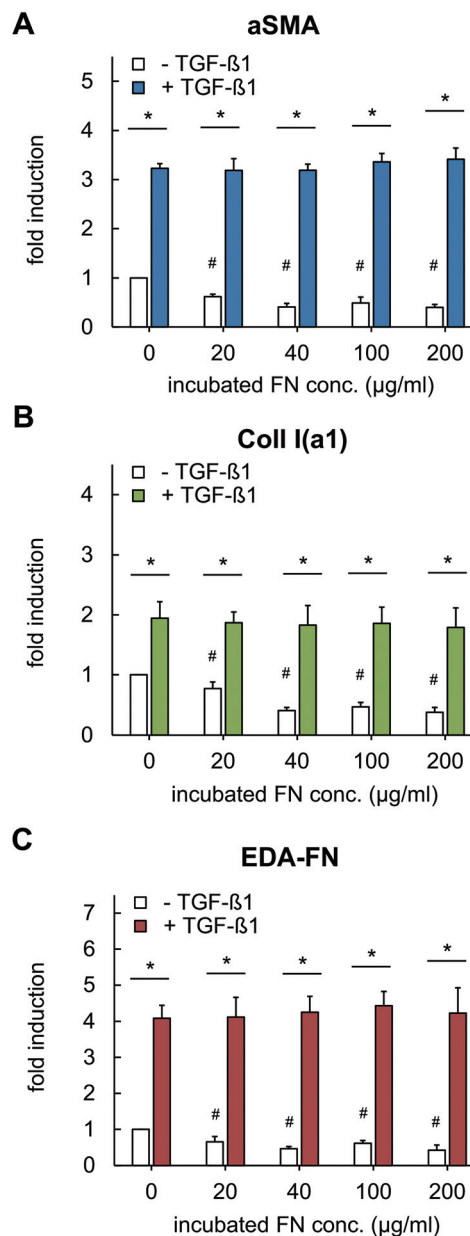 A
aSMA
- TGF-ß1
+ TGF-ß1
5
4
3
2
1
0
fold induction
* * * * *
# # # #
0 20 40 100 200
incubated FN conc. (µg/ml)
B
Coll I(a1)
- TGF-ß1
+ TGF-ß1
4
3
2
1
0
fold induction
* * * * *
# # # #
0 20 40 100 200
incubated FN conc. (µg/ml)
C
EDA-FN
- TGF-ß1
+ TGF-ß1
7
6
5
4
3
2
1
0
fold induction
* * * * *
# # # #
0 20 40 100 200
incubated FN conc. (µg/ml)